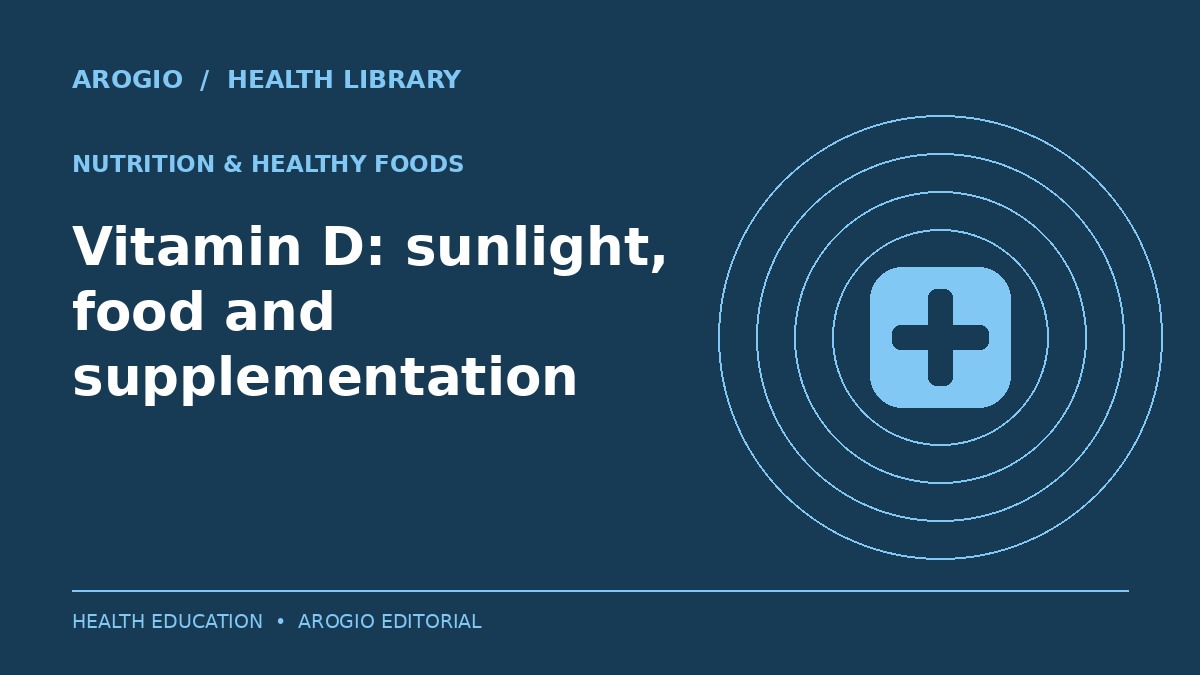 AROGIO / HEALTH LIBRARY
NUTRITION & HEALTHY FOODS
Vitamin D: sunlight,
food and
supplementation
HEALTH EDUCATION • AROGIO EDITORIAL